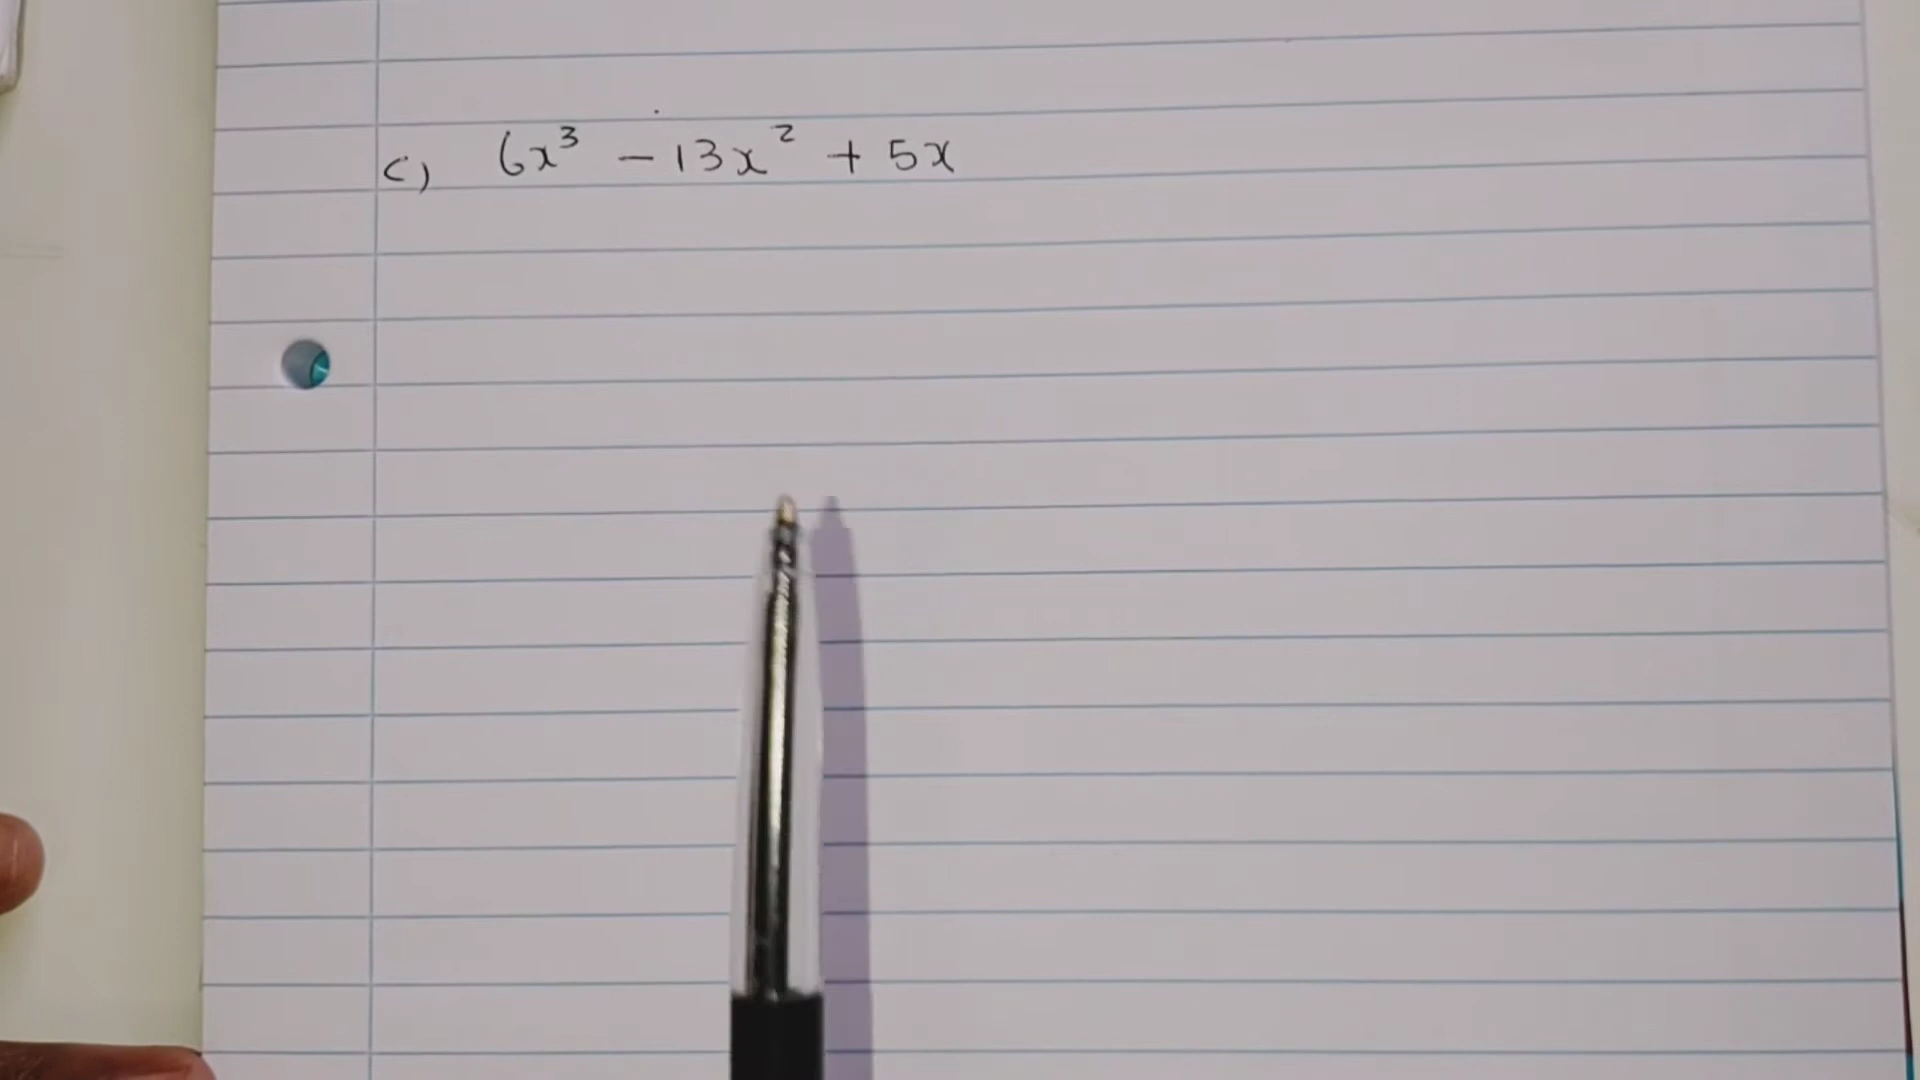 c) 6x³ - 13x² + 5x